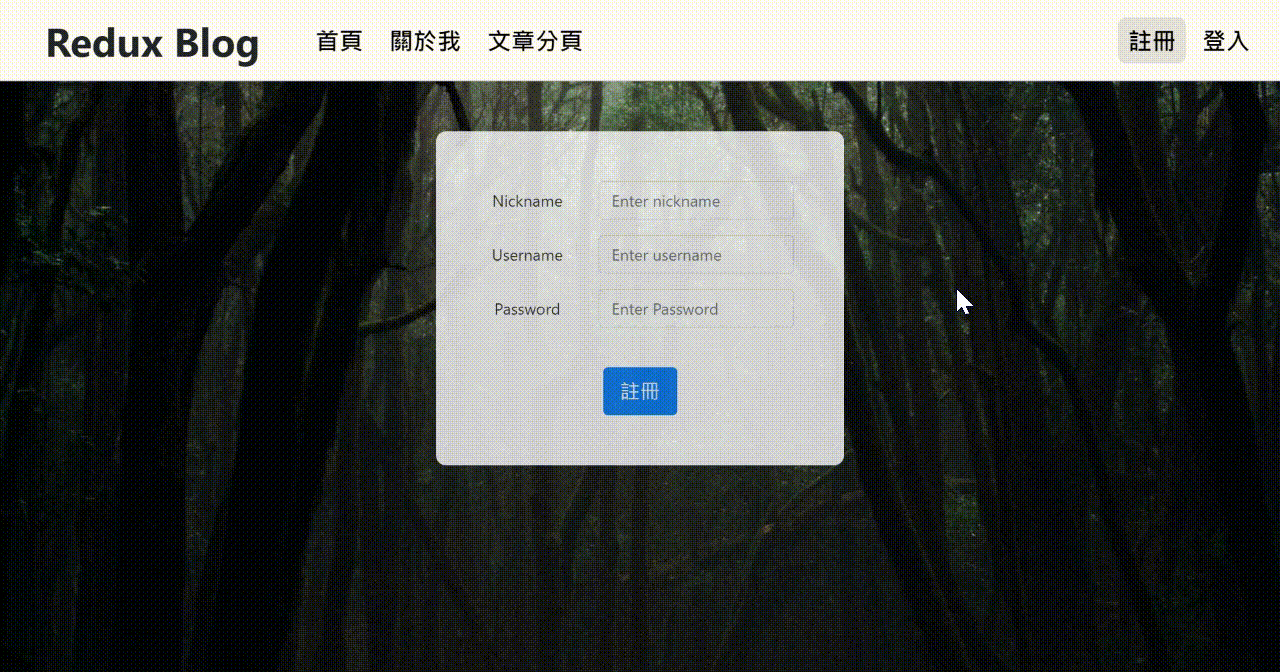 Redux Blog 首頁 關於我 文章分頁 註冊 登入
Nickname Enter nickname
Username Enter username
Password Enter Password
註冊